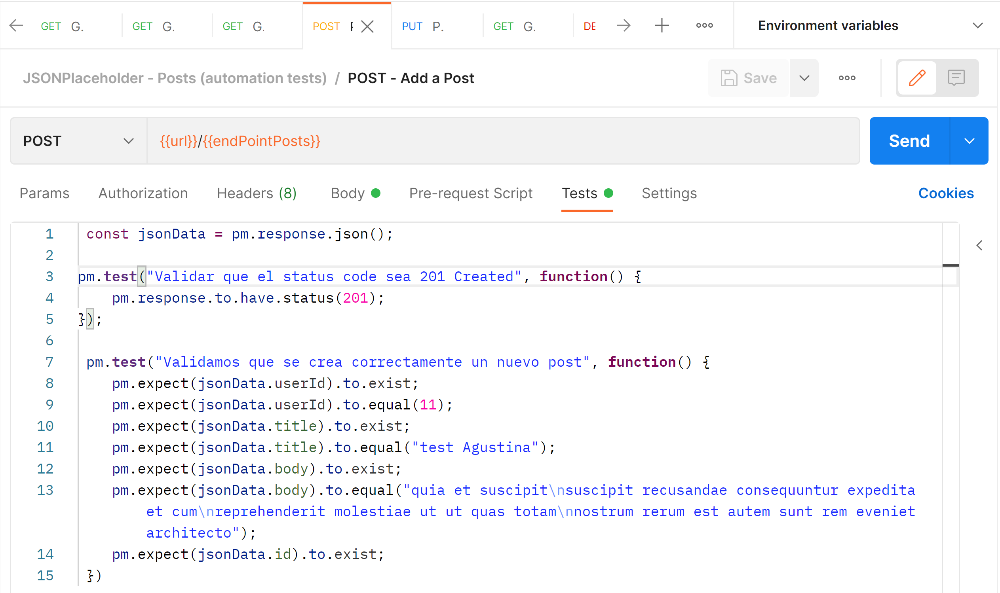 GET G. GET G. GET G. POST PUT P. GET G. DE Environment variables
JSONPlaceholder - Posts (automation tests) / POST - Add a Post Save
POST {{url}}/{{endPointPosts}} Send
Params Authorization Headers (8) Body Pre-request Script Tests Settings Cookies
1 const jsonData = pm.response.json();
2
3 pm.test("Validar que el status code sea 201 Created", function() {
4 pm.response.to.have.status(201);
5 });
6
7 pm.test("Validamos que se crea correctamente un nuevo post", function() {
8 pm.expect(jsonData.userId).to.exist;
9 pm.expect(jsonData.userId).to.equal(11);
10 pm.expect(jsonData.title).to.exist;
11 pm.expect(jsonData.title).to.equal("test Agustina");
12 pm.expect(jsonData.body).to.exist;
13 pm.expect(jsonData.body).to.equal("quia et suscipit\nsuscipit recusandae consequuntur expedita
et cum\nreprehenderit molestiae ut ut quas totam\nnostrum rerum est autem sunt rem eveniet
architecto");
14 pm.expect(jsonData.id).to.exist;
15 })